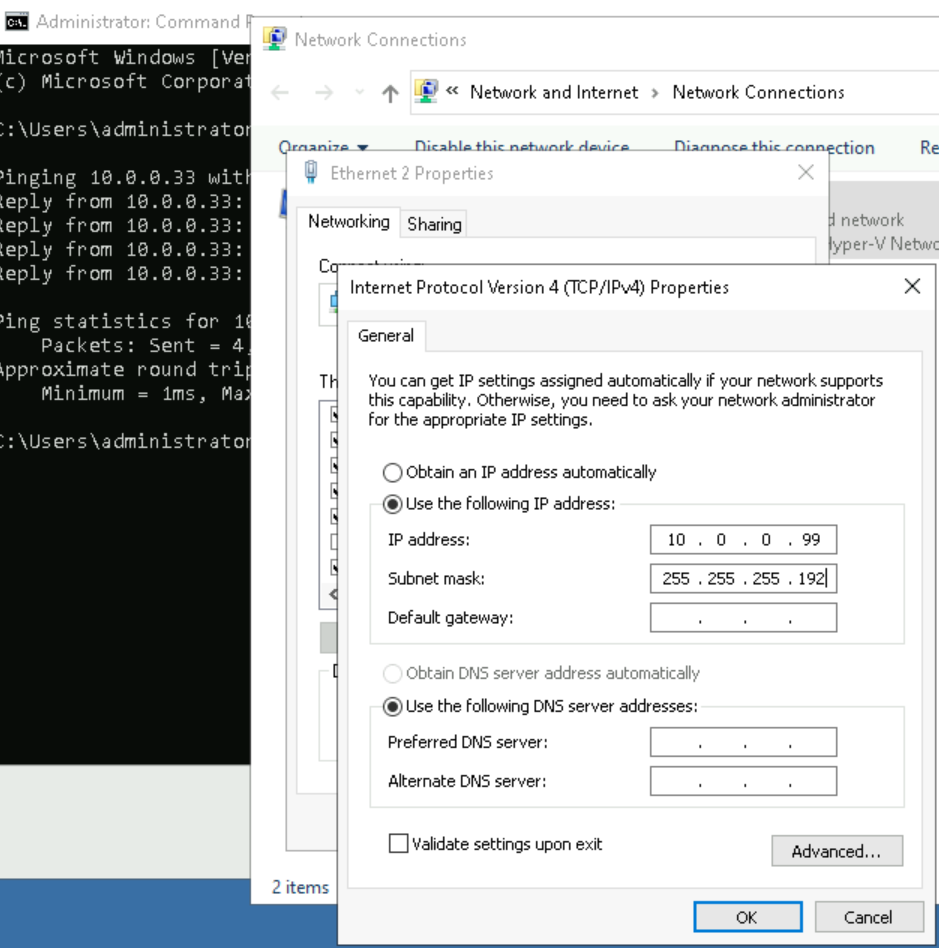 Administrator: Command
Microsoft Windows [Ver
(c) Microsoft Corporat
C:\Users\administrator
Pinging 10.0.0.33 with
Reply from 10.0.0.33:
Reply from 10.0.0.33:
Reply from 10.0.0.33:
Reply from 10.0.0.33:
Ping statistics for 10
Packets: Sent = 4,
Approximate round trip
Minimum = 1ms, Max
C:\Users\administrator
Network Connections
« Network and Internet > Network Connections
Organize Disable this network device Diagnose this connection Re
Ethernet 2 Properties
Networking Sharing
d network
Hyper-V Netwo
Connect using:
Th
Internet Protocol Version 4 (TCP/IPv4) Properties
General
You can get IP settings assigned automatically if your network supports
this capability. Otherwise, you need to ask your network administrator
for the appropriate IP settings.
Obtain an IP address automatically
Use the following IP address:
IP address: 10 . 0 . 0 . 99
Subnet mask: 255 . 255 . 255 . 192
Default gateway: . . .
Obtain DNS server address automatically
Use the following DNS server addresses:
Preferred DNS server: . . .
Alternate DNS server: . . .
Validate settings upon exit
Advanced...
OK Cancel
2 items